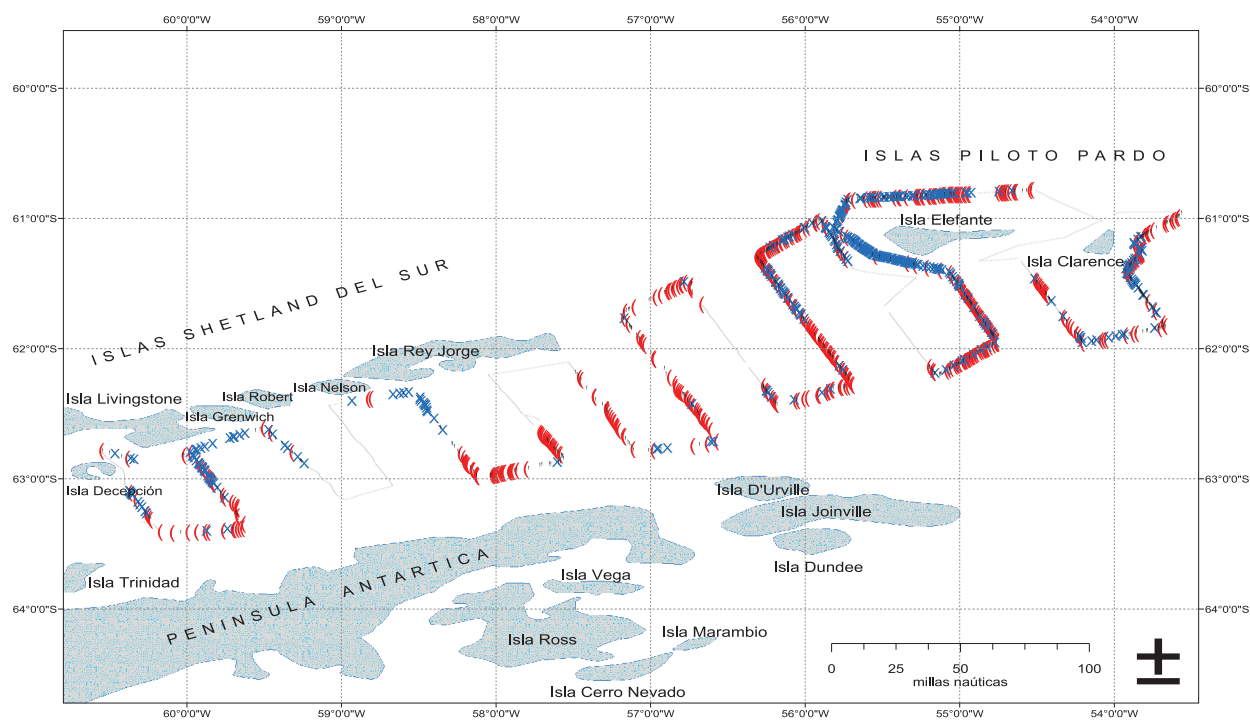 60°0'0"W 59°0'0"W 58°0'0"W 57°0'0"W 56°0'0"W 55°0'0"W 54°0'0"W
60°0'0"S 60°0'0"S
ISLAS PILOTO PARDO
61°0'0"S 61°0'0"S
Isla Elefante
Isla Clarence
ISLAS SHETLAND DEL SUR
62°0'0"S 62°0'0"S
Isla Rey Jorge
Isla Nelson
Isla Robert
Isla Livingstone
Isla Grenwich
63°0'0"S 63°0'0"S
Isla Decepción
Isla D'Urville
Isla Joinville
Isla Dundee
Isla Trinidad
Isla Vega
PENINSULA ANTARTICA
64°0'0"S 64°0'0"S
Isla Ross
Isla Marambio
Isla Cerro Nevado
0 25 50 100
millas naúticas
60°0'0"W 59°0'0"W 58°0'0"W 57°0'0"W 56°0'0"W 55°0'0"W 54°0'0"W